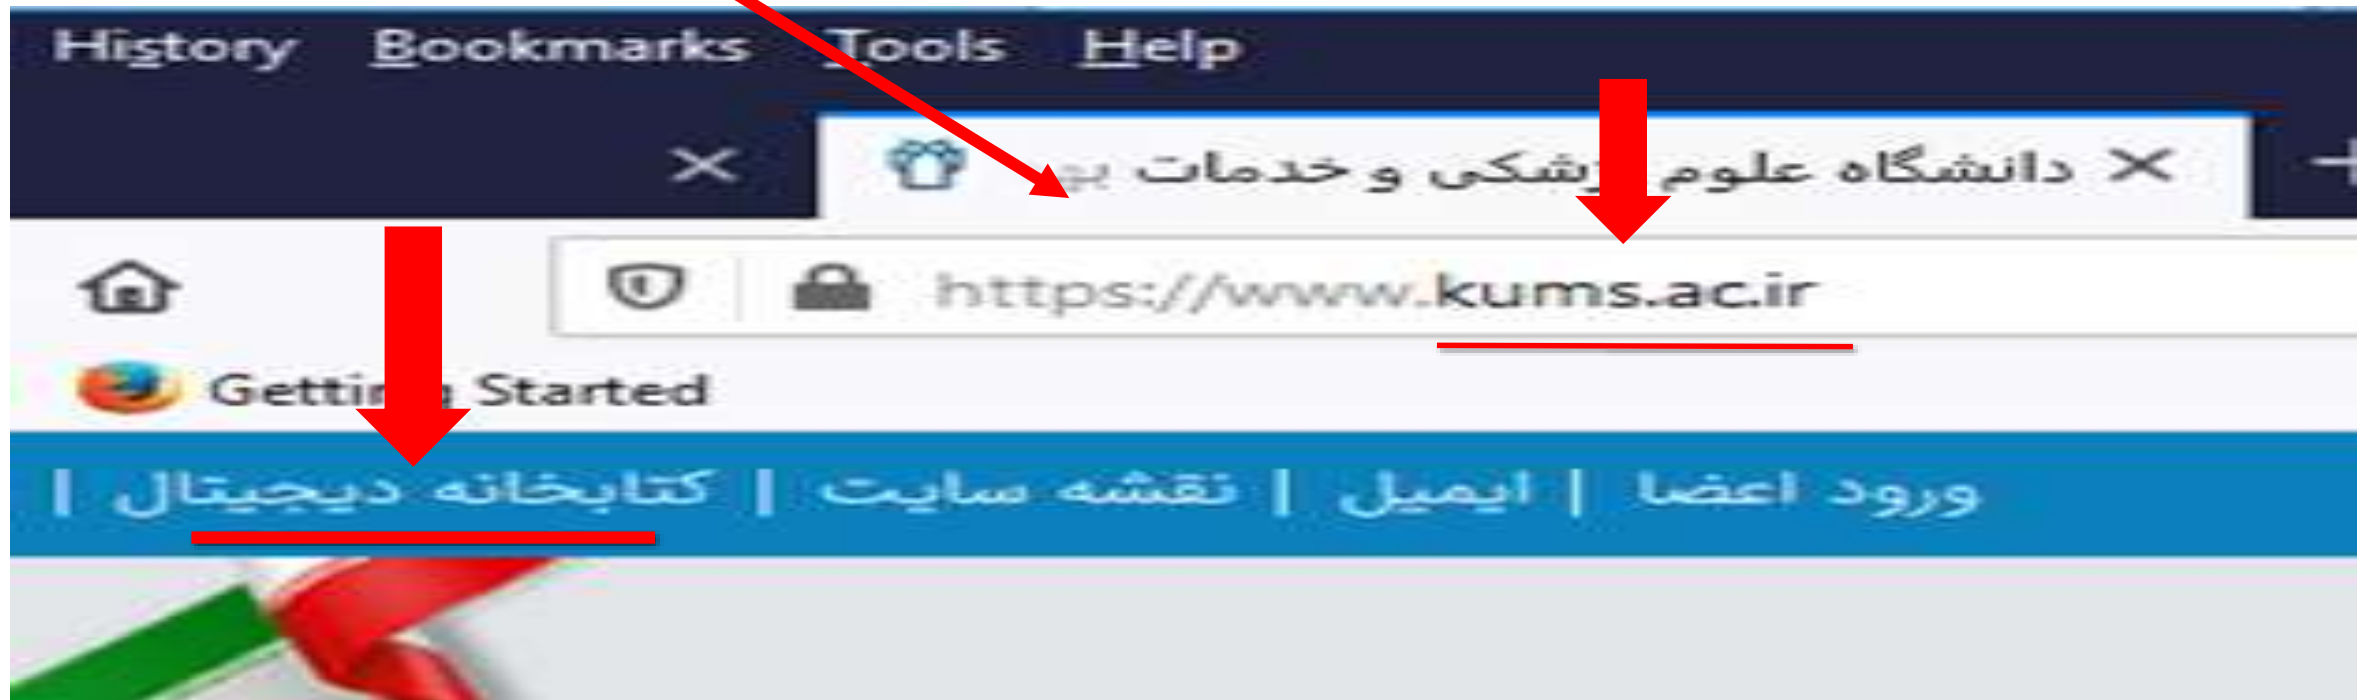 History Bookmarks Tools Help
دانشگاه علوم پزشکی و خدمات به
https://www.kums.ac.ir
Getting Started
ورود اعضا | ایمیل | نقشه سایت | کتابخانه دیجیتال |